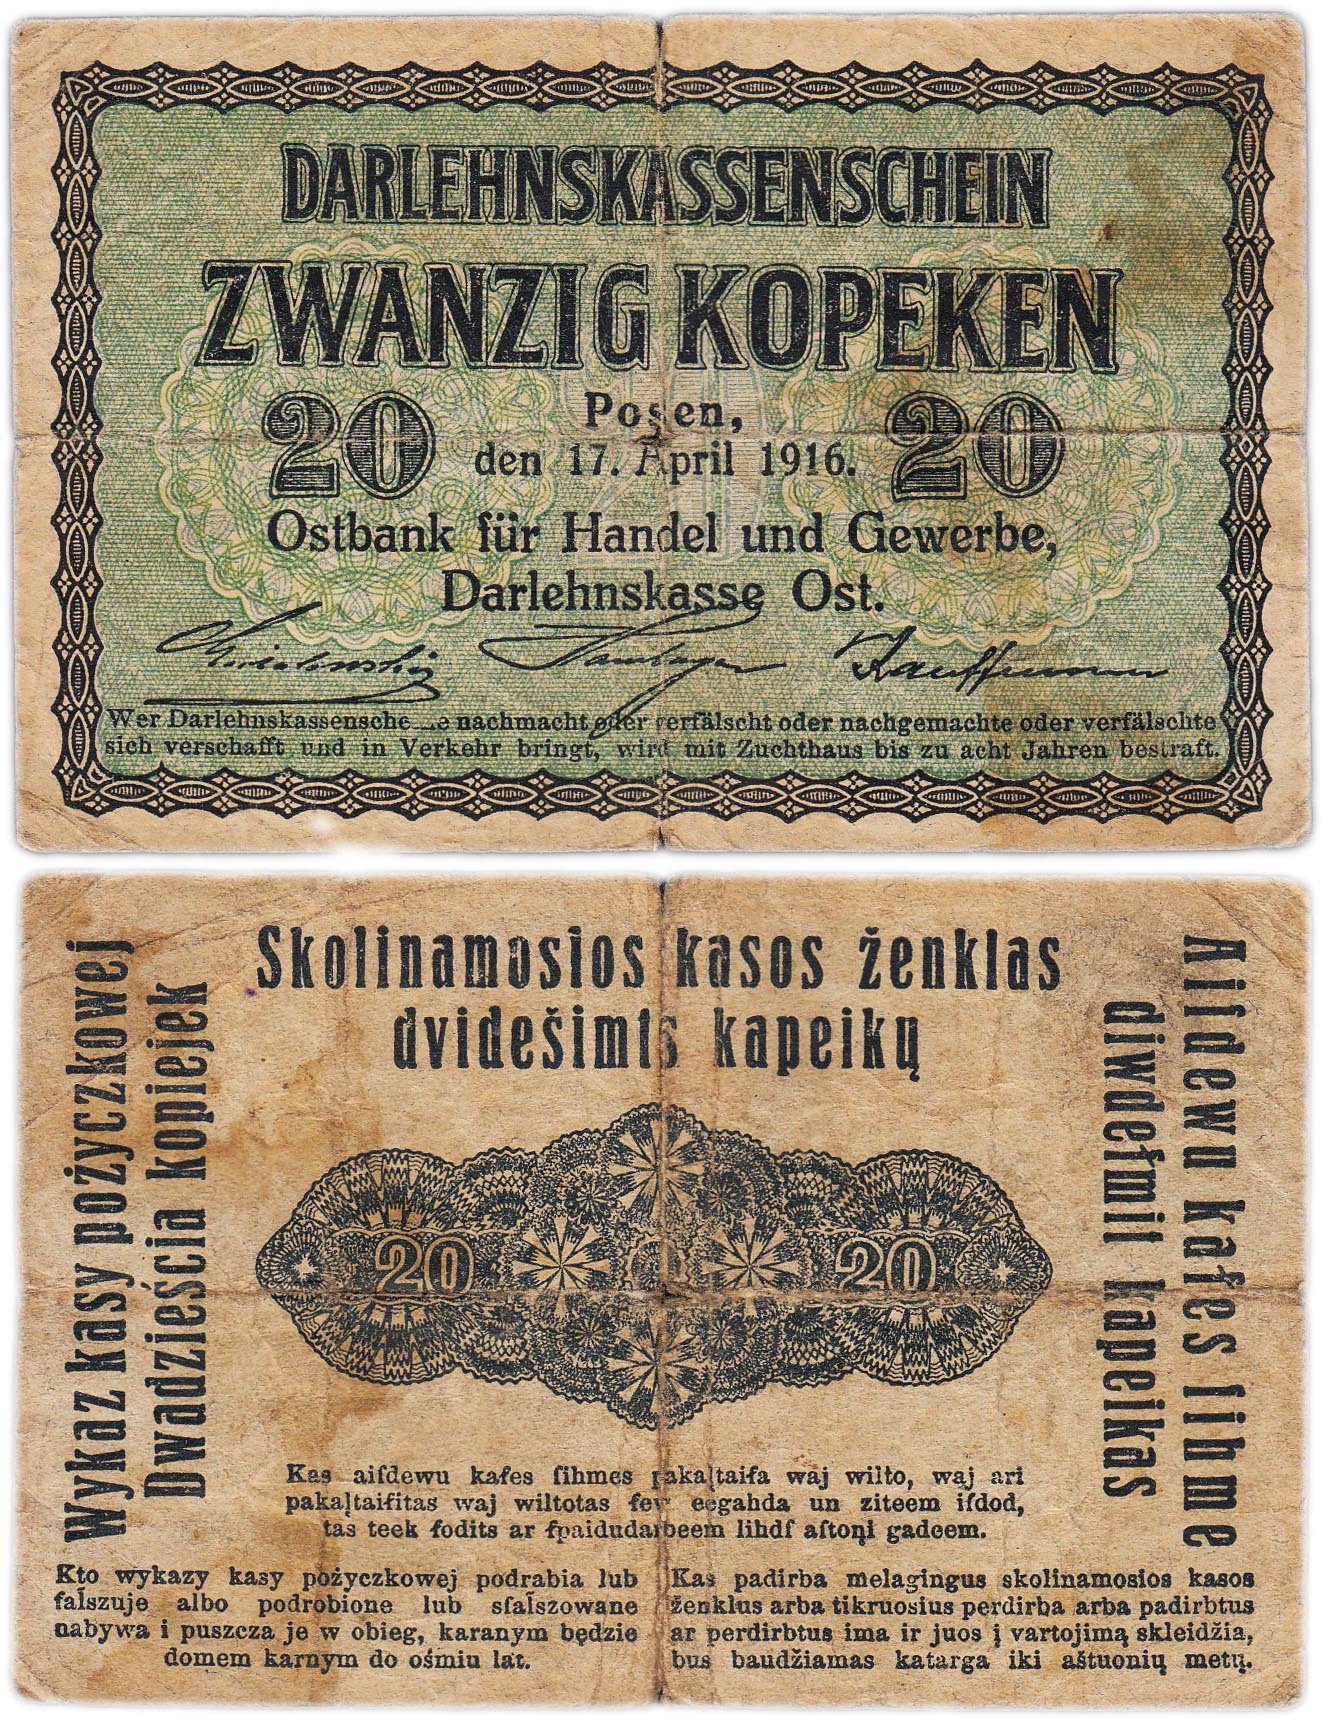 DARLEHNSKASSENSCHEIN
ZWANZIG KOPEKEN
20
Posen,
den 17. April 1916.
20
Ostbank für Handel und Gewerbe,
Darlehnskasse Ost.
Kauffmann
Wer Darlehnskassensche ne nachmacht oder verfälscht oder nachgemachte oder verfälschte
sich verschafft und in Verkehr bringt, wird mit Zuchthaus bis zu acht Jahren bestraft.
Wykaz kasy pożyczkowej
Dwadzieścia kopiejek
Skolinamosios kasos ženklas
dvidešimts kapeikų
Aiſdewu kaſes ſihme
diwdeſmit kapeikas
20
20
Kas aiſdewu kaſes ſihmes pakaļtaiſa waj wilto, waj ari
pakaļtaiſitas waj wiltotas ſew eegahda un ziteem iſdod,
tas teek ſodits ar ſpaidudarbeem lihdſ aſtoņi gadeem.
Kto wykazy kasy pożyczkowej podrabia lub
fałszuje albo podrobione lub sfałszowane
nabywa i puszcza je w obieg, karanym będzie
domem karnym do ośmiu lat.
Kas padirba melagingus skolinamosios kasos
ženklus arba tikruosius perdirba arba padirbtus
ar perdirbtus ima ir juos į vartojimą skleidžia,
bus baudžiamas katarga iki aštuonių metų.